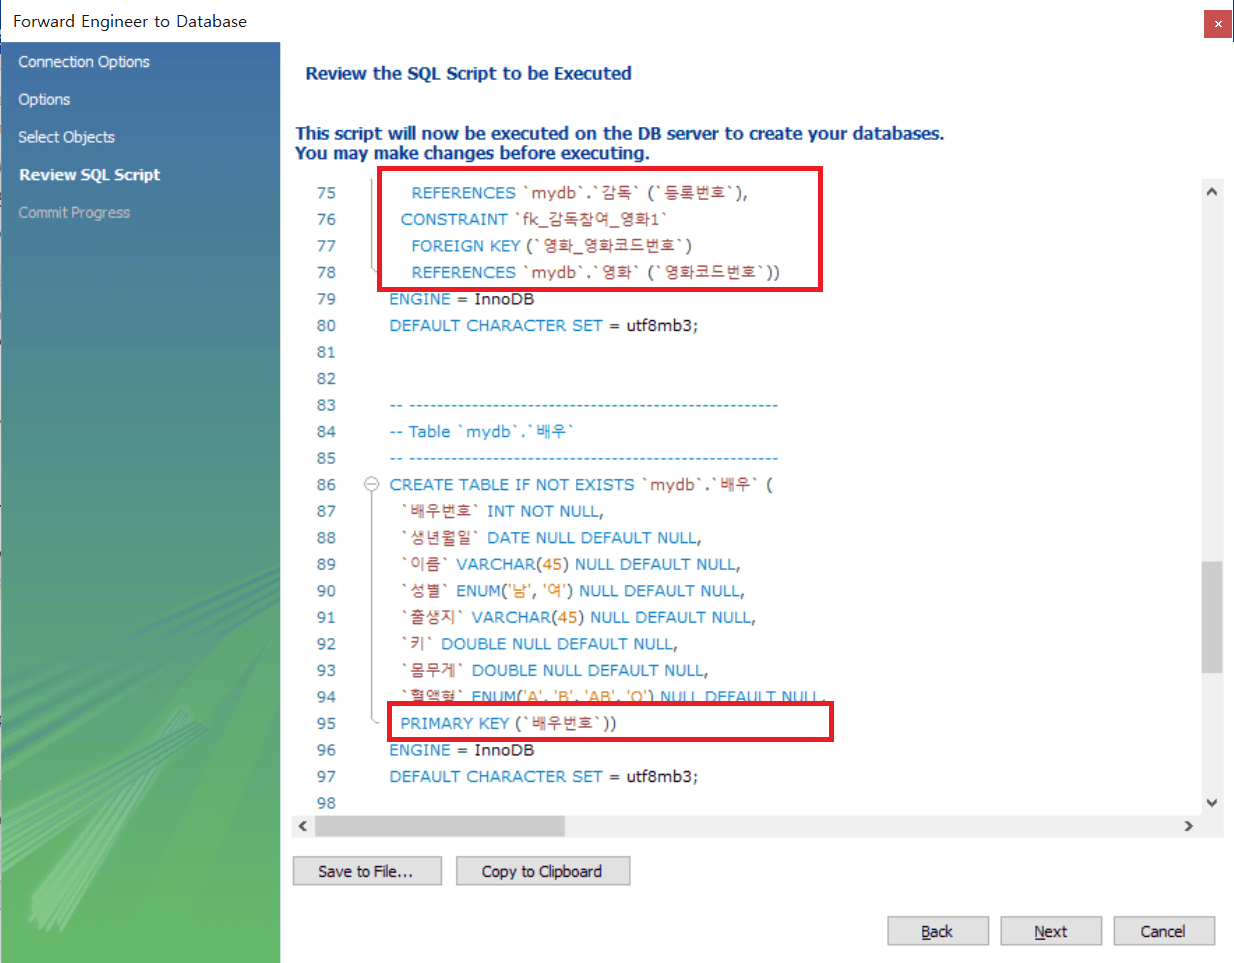 Forward Engineer to Database
Connection Options
Options
Select Objects
Review SQL Script
Commit Progress
Review the SQL Script to be Executed
This script will now be executed on the DB server to create your databases.
You may make changes before executing.
75 REFERENCES `mydb`.`감독` (`등록번호`),
76 CONSTRAINT `fk_감독참여_영화1`
77 FOREIGN KEY (`영화_영화코드번호`)
78 REFERENCES `mydb`.`영화` (`영화코드번호`))
79 ENGINE = InnoDB
80 DEFAULT CHARACTER SET = utf8mb3;
81
82
83 -- -----------------------------------------------------
84 -- Table `mydb`.`배우`
85 -- -----------------------------------------------------
86 CREATE TABLE IF NOT EXISTS `mydb`.`배우` (
87 `배우번호` INT NOT NULL,
88 `생년월일` DATE NULL DEFAULT NULL,
89 `이름` VARCHAR(45) NULL DEFAULT NULL,
90 `성별` ENUM('남', '여') NULL DEFAULT NULL,
91 `출생지` VARCHAR(45) NULL DEFAULT NULL,
92 `키` DOUBLE NULL DEFAULT NULL,
93 `몸무게` DOUBLE NULL DEFAULT NULL,
94 `혈액형` ENUM('A', 'B', 'AB', 'O') NULL DEFAULT NULL,
95 PRIMARY KEY (`배우번호`))
96 ENGINE = InnoDB
97 DEFAULT CHARACTER SET = utf8mb3;
98
Save to File...
Copy to Clipboard
Back
Next
Cancel